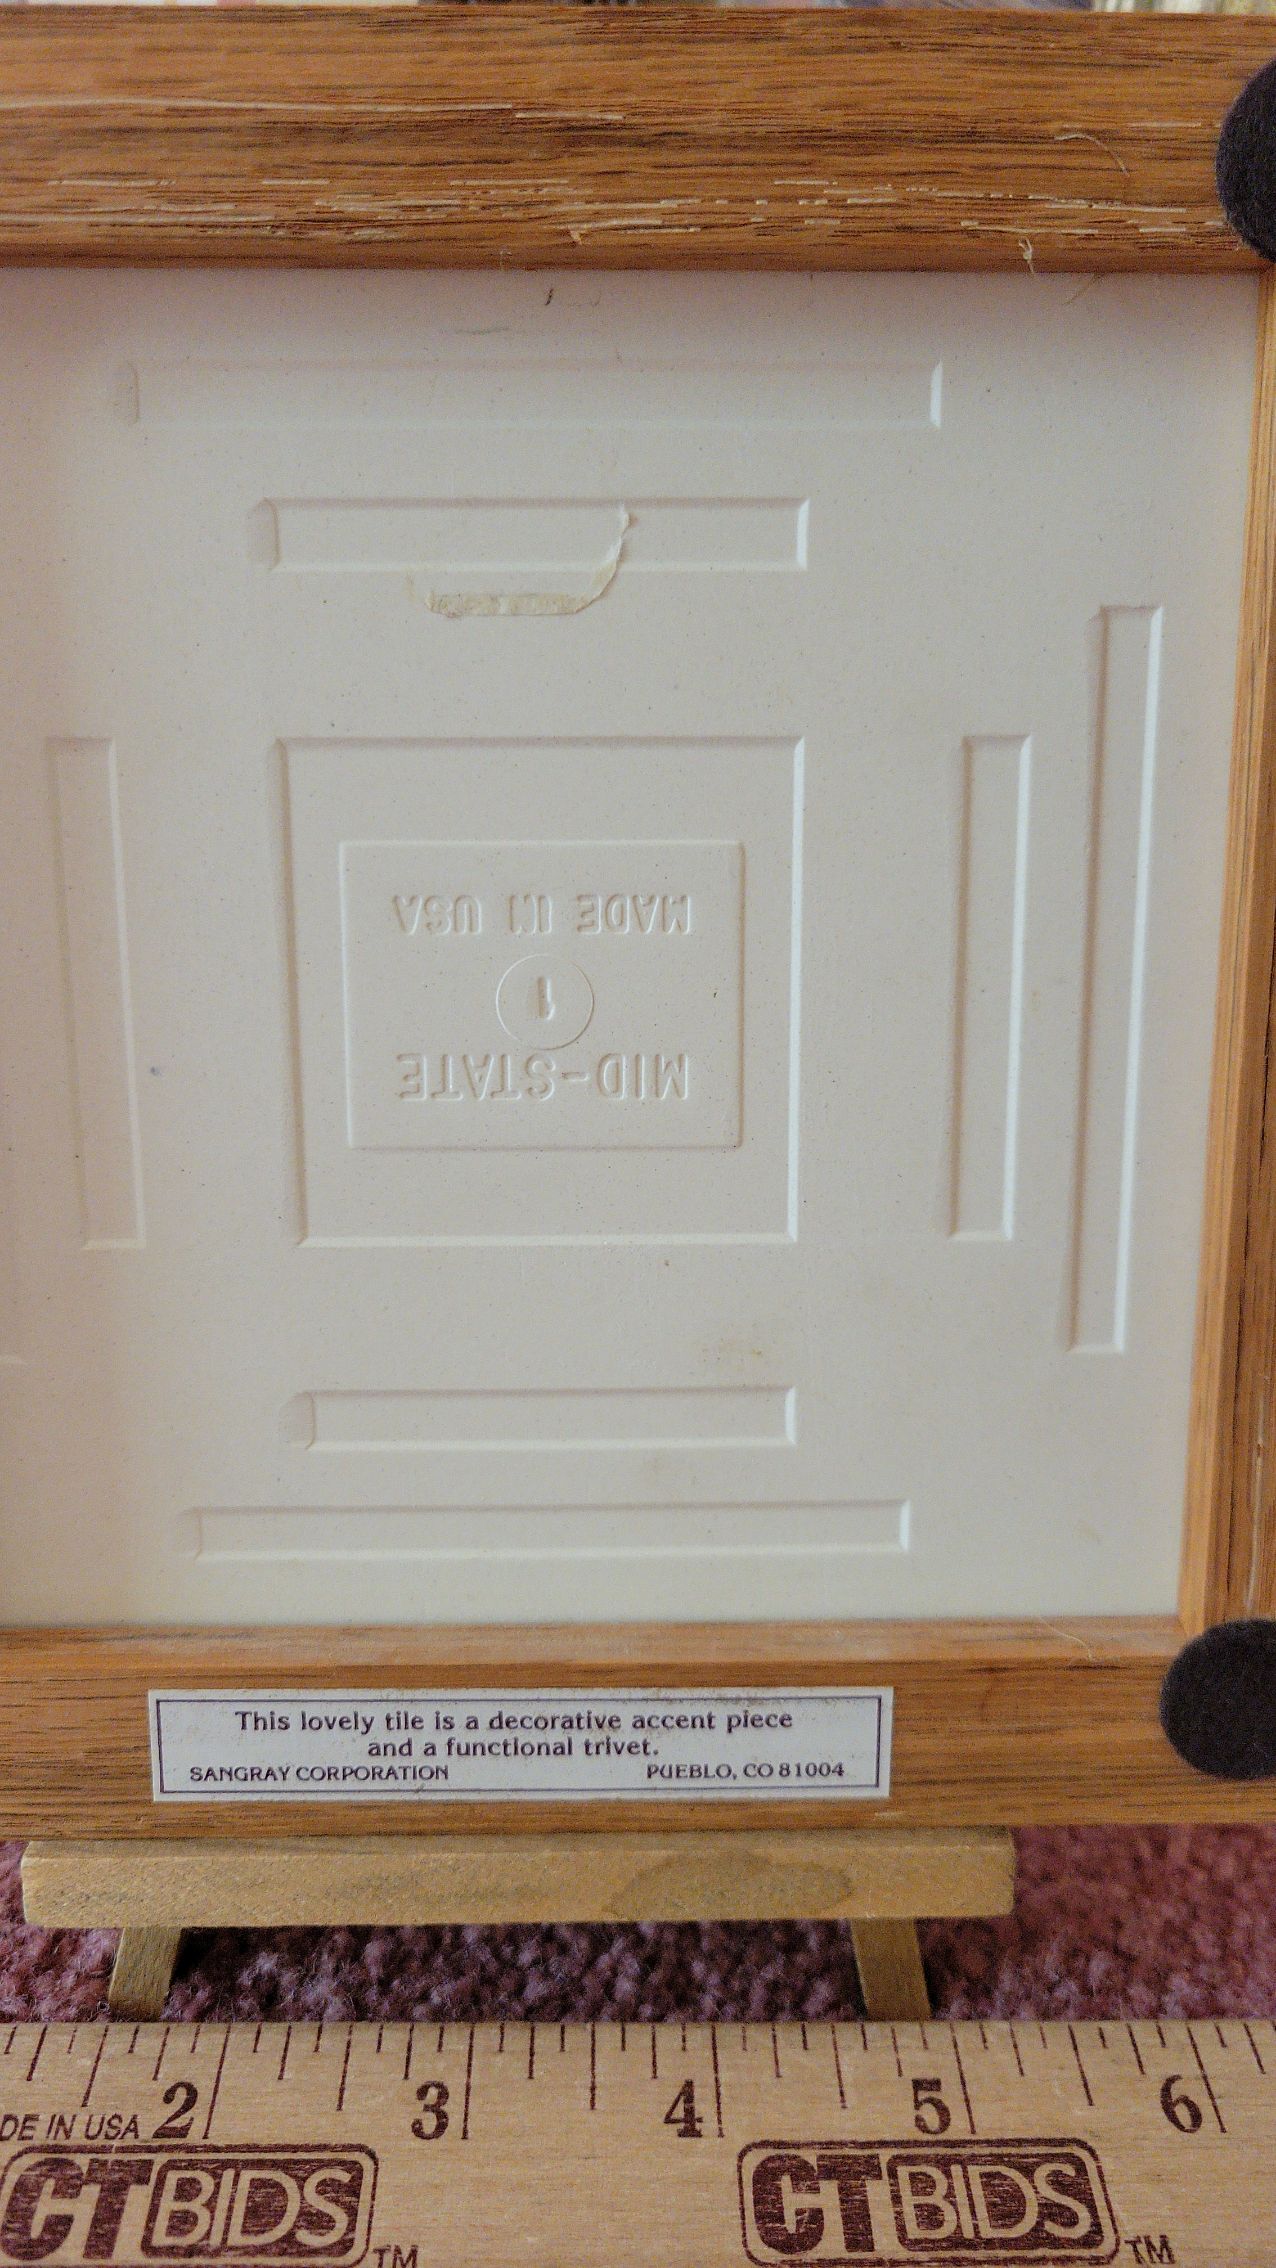 MADE IN USA
1
MID-STATE
This lovely tile is a decorative accent piece
and a functional trivet.
SANGRAY CORPORATION PUEBLO, CO 81004
2 3 4 5 6
DE IN USA
CTBIDS TM CTBIDS TM